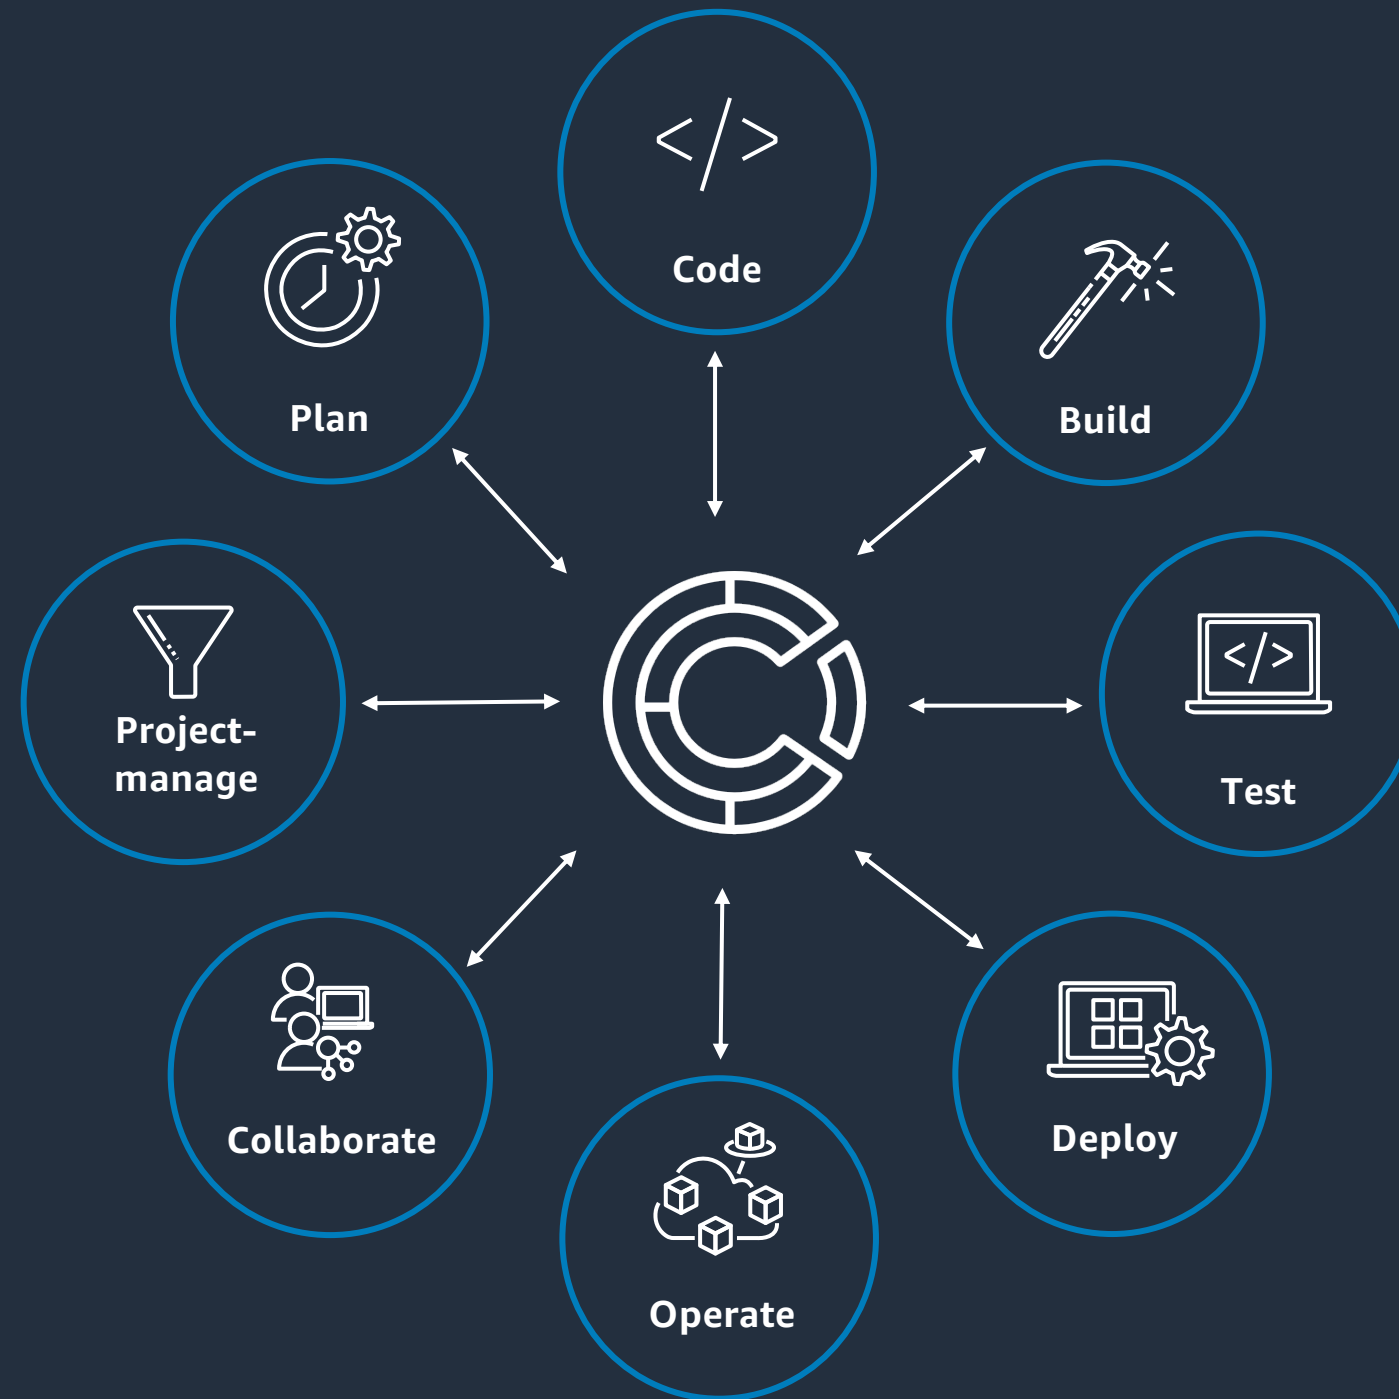 Code
Plan
Build
Project-
manage
Test
Collaborate
Deploy
Operate